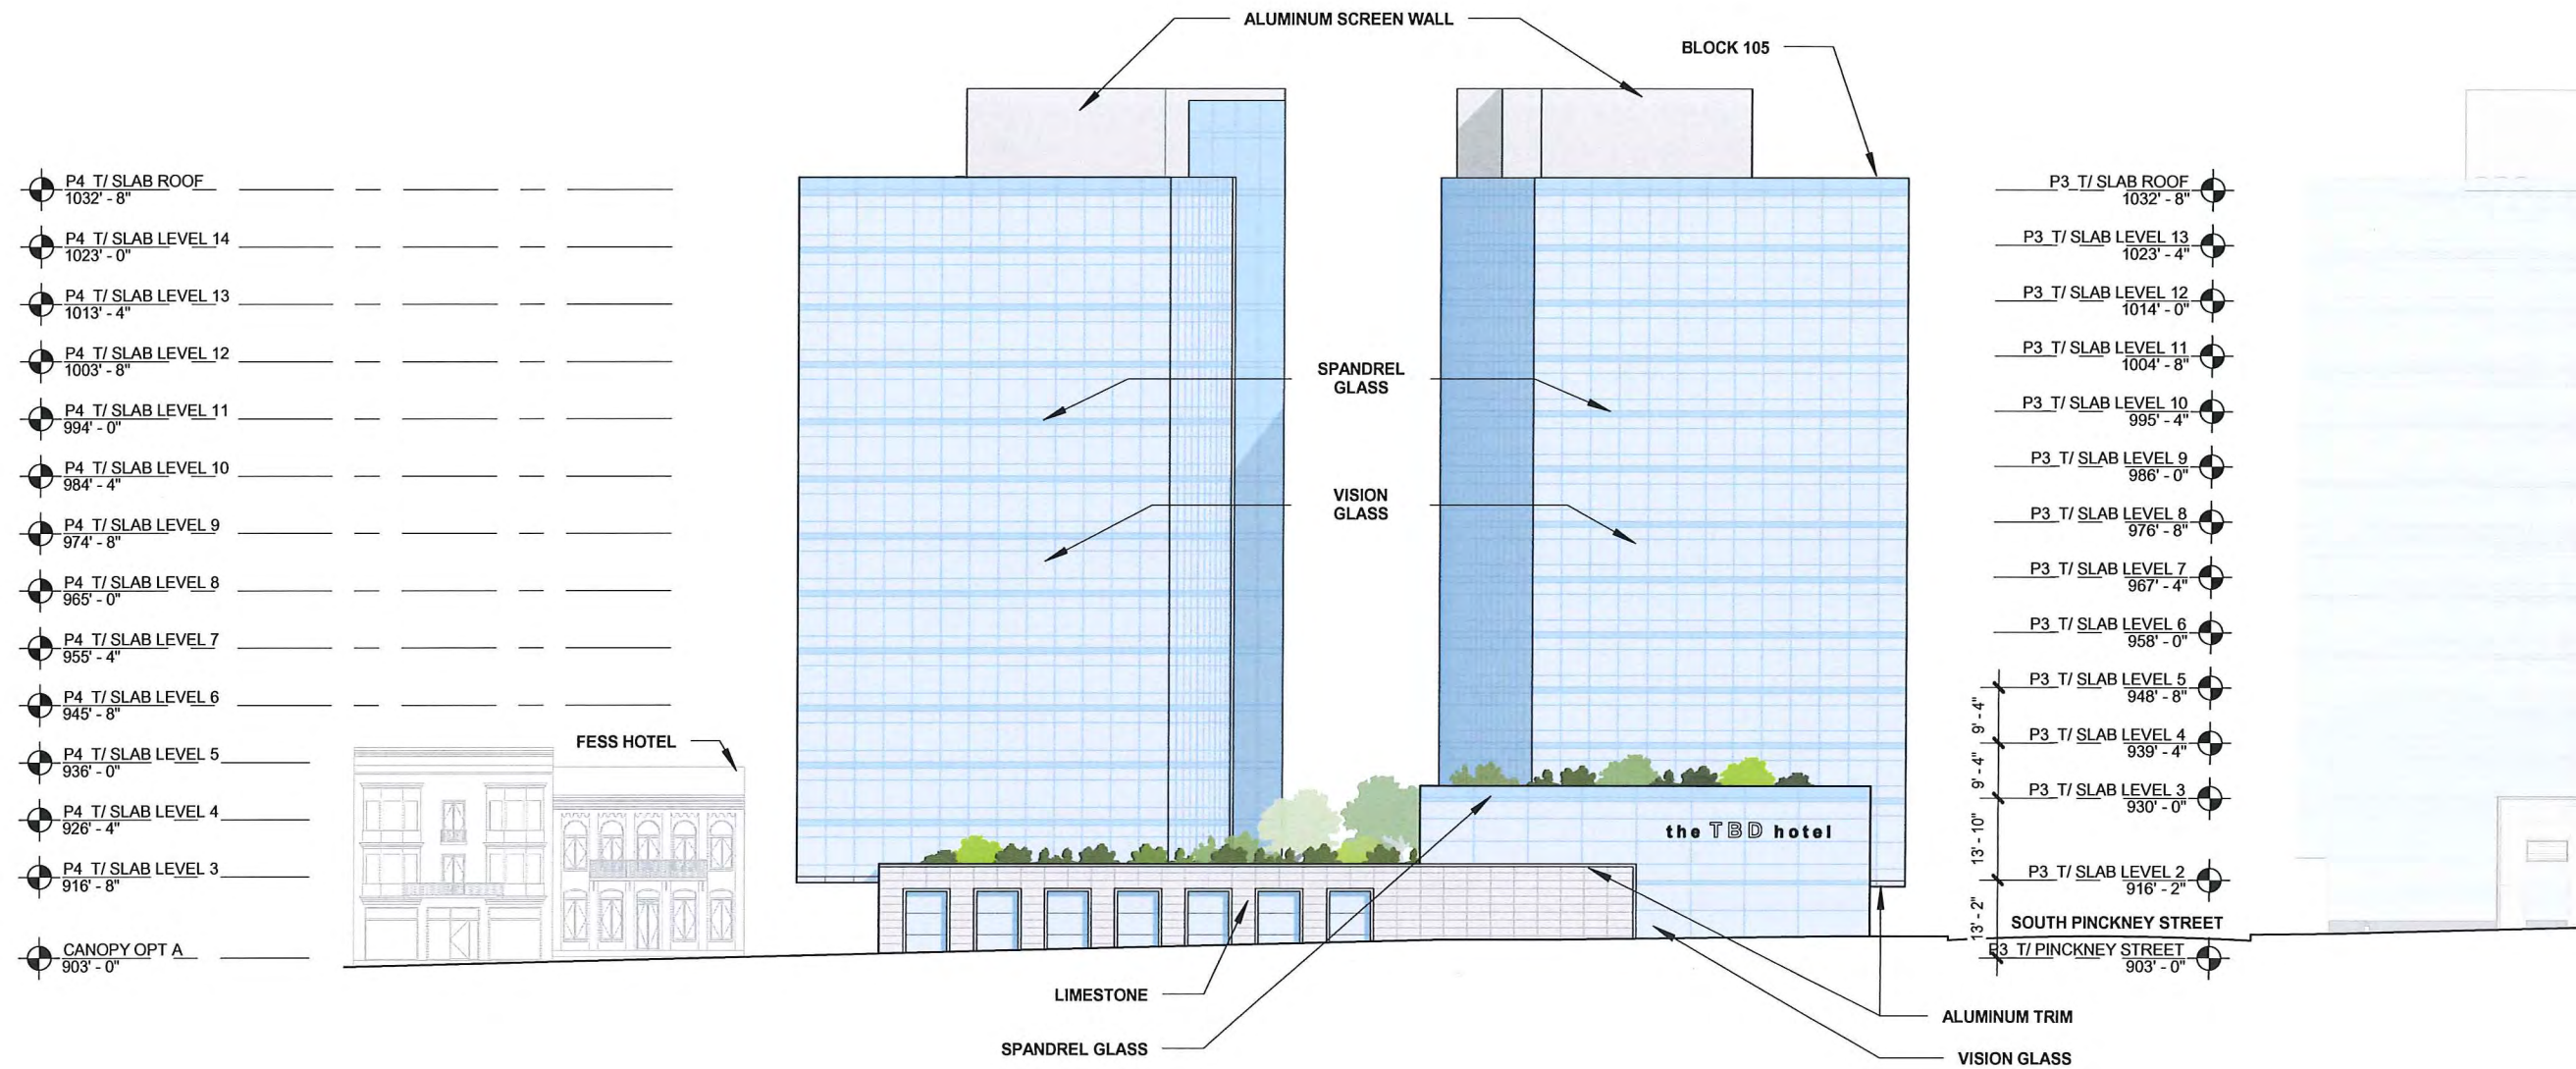 ALUMINUM SCREEN WALL
BLOCK 105
P4 T/ SLAB ROOF
1032' - 8"
P4 T/ SLAB LEVEL 14
1023' - 0"
P4 T/ SLAB LEVEL 13
1013' - 4"
P4 T/ SLAB LEVEL 12
1003' - 8"
P4 T/ SLAB LEVEL 11
994' - 0"
P4 T/ SLAB LEVEL 10
984' - 4"
P4 T/ SLAB LEVEL 9
974' - 8"
P4 T/ SLAB LEVEL 8
965' - 0"
P4 T/ SLAB LEVEL 7
955' - 4"
P4 T/ SLAB LEVEL 6
945' - 8"
P4 T/ SLAB LEVEL 5
936' - 0"
P4 T/ SLAB LEVEL 4
926' - 4"
P4 T/ SLAB LEVEL 3
916' - 8"
CANOPY OPT A
903' - 0"
FESS HOTEL
SPANDREL
GLASS
VISION
GLASS
the TBD hotel
LIMESTONE
SPANDREL GLASS
P3 T/ SLAB ROOF
1032' - 8"
P3 T/ SLAB LEVEL 13
1023' - 4"
P3 T/ SLAB LEVEL 12
1014' - 0"
P3 T/ SLAB LEVEL 11
1004' - 8"
P3 T/ SLAB LEVEL 10
995' - 4"
P3 T/ SLAB LEVEL 9
986' - 0"
P3 T/ SLAB LEVEL 8
976' - 8"
P3 T/ SLAB LEVEL 7
967' - 4"
P3 T/ SLAB LEVEL 6
958' - 0"
P3 T/ SLAB LEVEL 5
948' - 8"
9' - 4"
P3 T/ SLAB LEVEL 4
939' - 4"
9' - 4"
P3 T/ SLAB LEVEL 3
930' - 0"
13' - 10"
P3 T/ SLAB LEVEL 2
916' - 2"
13' - 2"
SOUTH PINCKNEY STREET
P3 T/ PINCKNEY STREET
903' - 0"
ALUMINUM TRIM
VISION GLASS